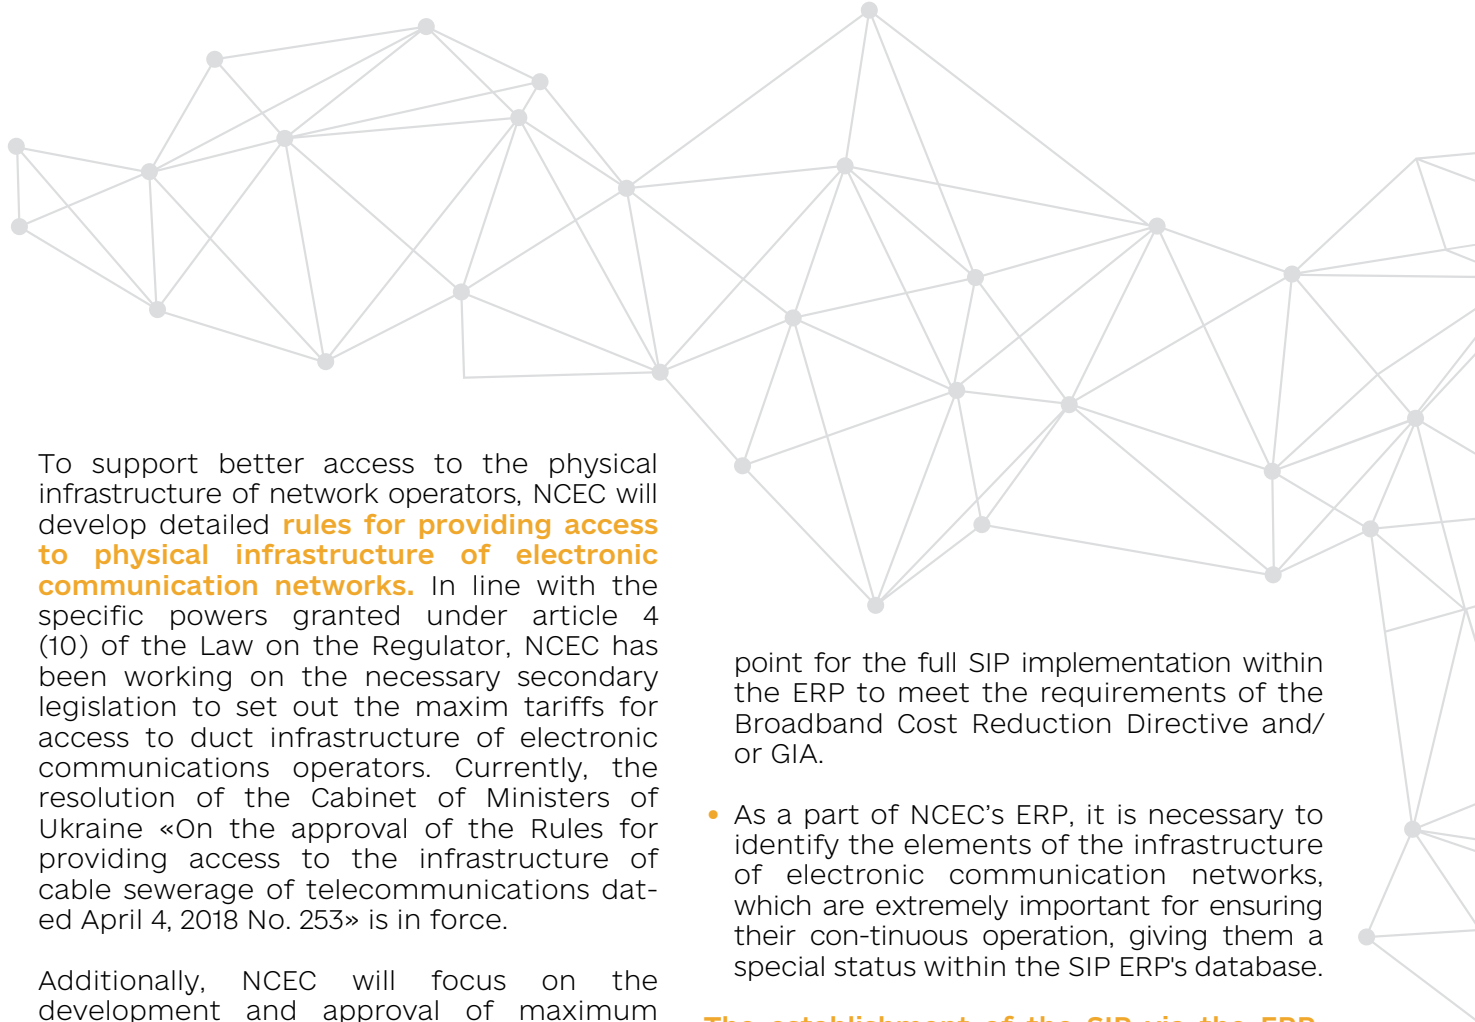 To support better access to the physical
infrastructure of network operators, NCEC will
develop detailed rules for providing access
to physical infrastructure of electronic
communication networks. In line with the
specific powers granted under article 4
(10) of the Law on the Regulator, NCEC has
been working on the necessary secondary
legislation to set out the maxim tariffs for
access to duct infrastructure of electronic
communications operators. Currently, the
resolution of the Cabinet of Ministers of
Ukraine «On the approval of the Rules for
providing access to the infrastructure of
cable sewerage of telecommunications dat-
ed April 4, 2018 No. 253» is in force.
Additionally, NCEC will focus on the
development and approval of maximum
point for the full SIP implementation within
the ERP to meet the requirements of the
Broadband Cost Reduction Directive and/
or GIA.
• As a part of NCEC’s ERP, it is necessary to
identify the elements of the infrastructure
of electronic communication networks,
which are extremely important for ensuring
their con-tinuous operation, giving them a
special status within the SIP ERP's database.
The establishment of the SIP via the ERP